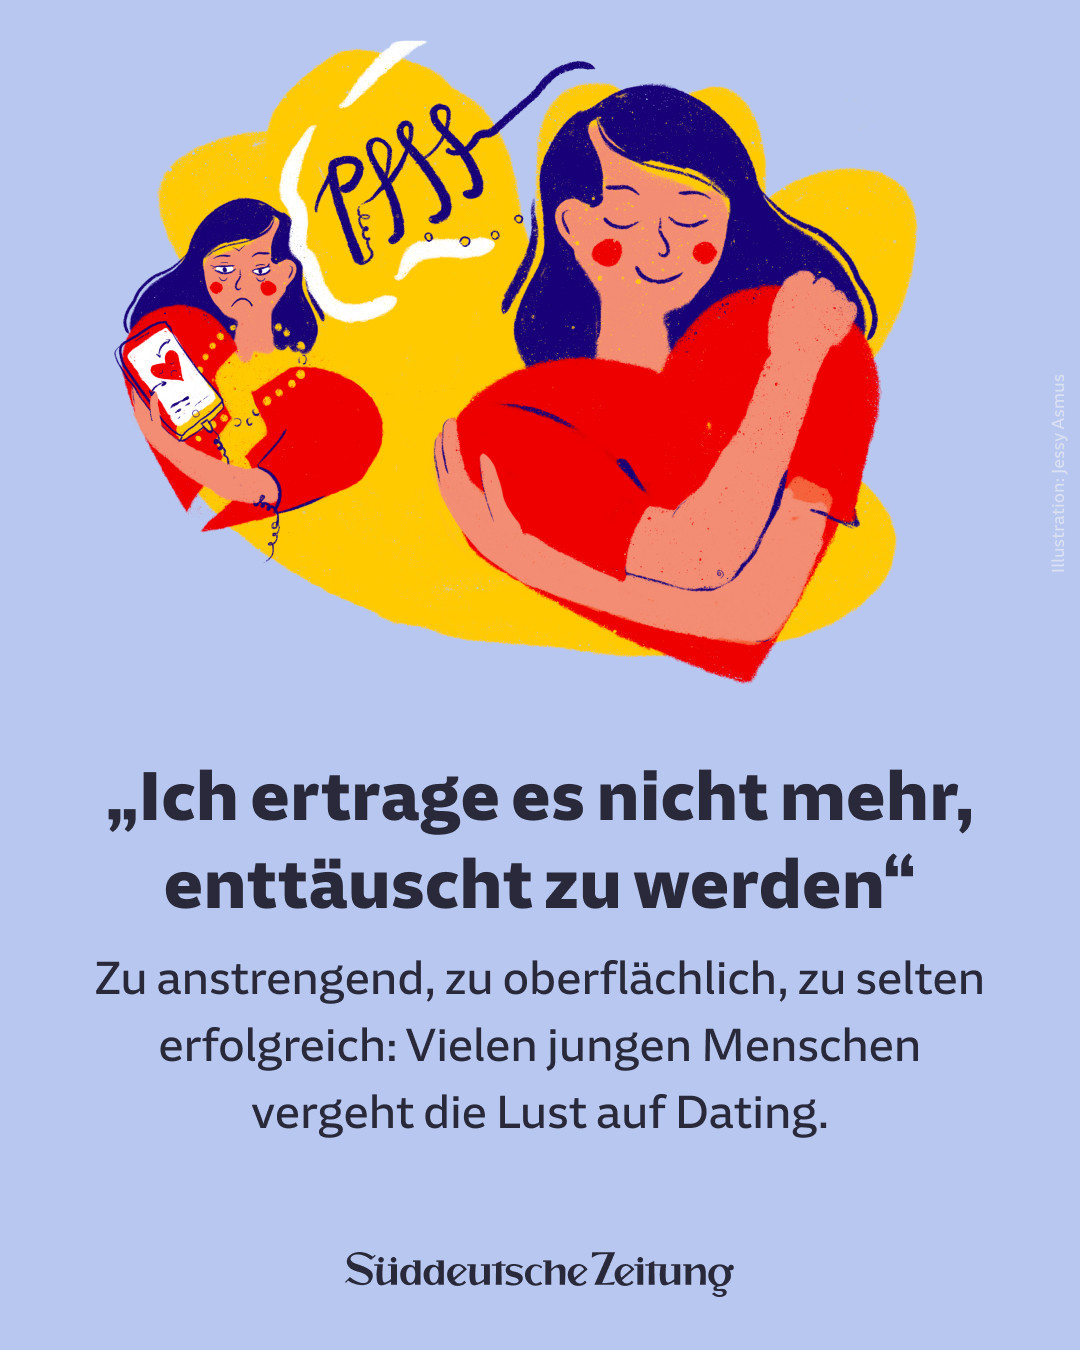 Pfff
Illustration: Jessy Asmus
„Ich ertrage es nicht mehr,
enttäuscht zu werden“
Zu anstrengend, zu oberflächlich, zu selten
erfolgreich: Vielen jungen Menschen
vergeht die Lust auf Dating.
Süddeutsche Zeitung